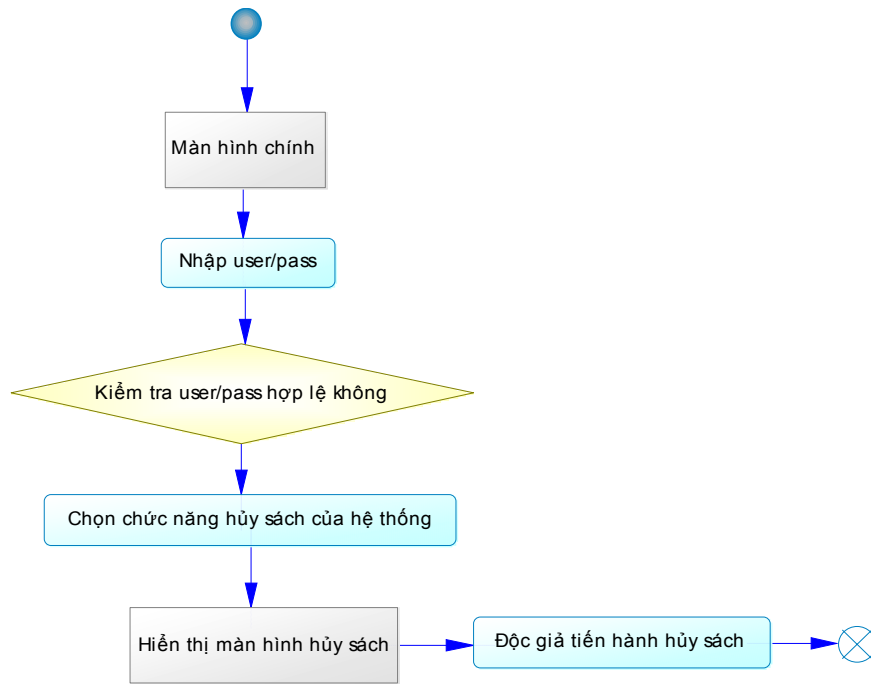 Màn hình chính
Nhập user/pass
Kiểm tra user/pass hợp lệ không
Chọn chức năng hủy sách của hệ thống
Hiển thị màn hình hủy sách
Độc giả tiến hành hủy sách